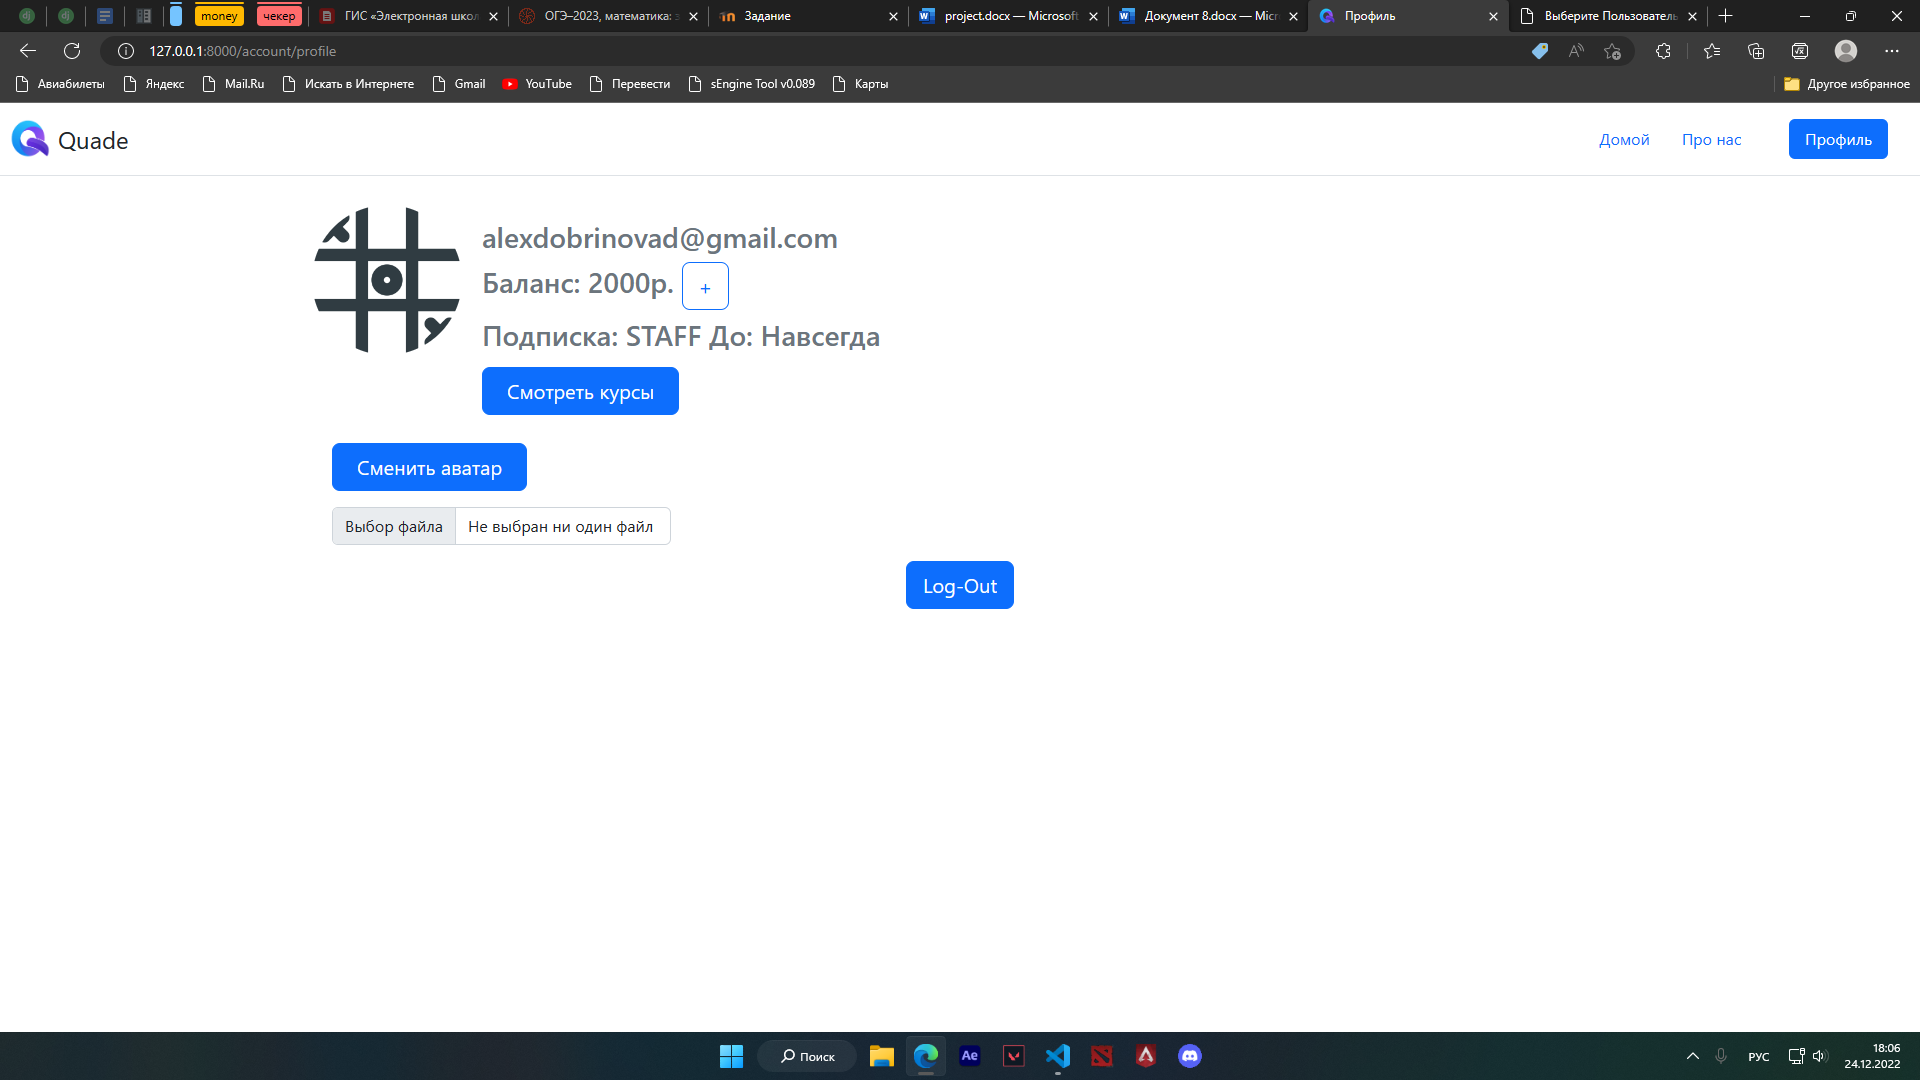 money
чекер
ГИС «Электронная школ
ОГЭ–2023, математика: з
Задание
project.docx — Microsoft
Документ 8.docx — Micr
Профиль
Выберите Пользователь
127.0.0.1:8000/account/profile
Авиабилеты
Яндекс
Mail.Ru
Искать в Интернете
Gmail
YouTube
Перевести
sEngine Tool v0.089
Карты
Другое избранное
Quade
Домой
Про нас
Профиль
alexdobrinovad@gmail.com
Баланс: 2000р. +
Подписка: STAFF До: Навсегда
Смотреть курсы
Сменить аватар
Выбор файла Не выбран ни один файл
Log-Out
Поиск
Ae
РУС
18:06
24.12.2022